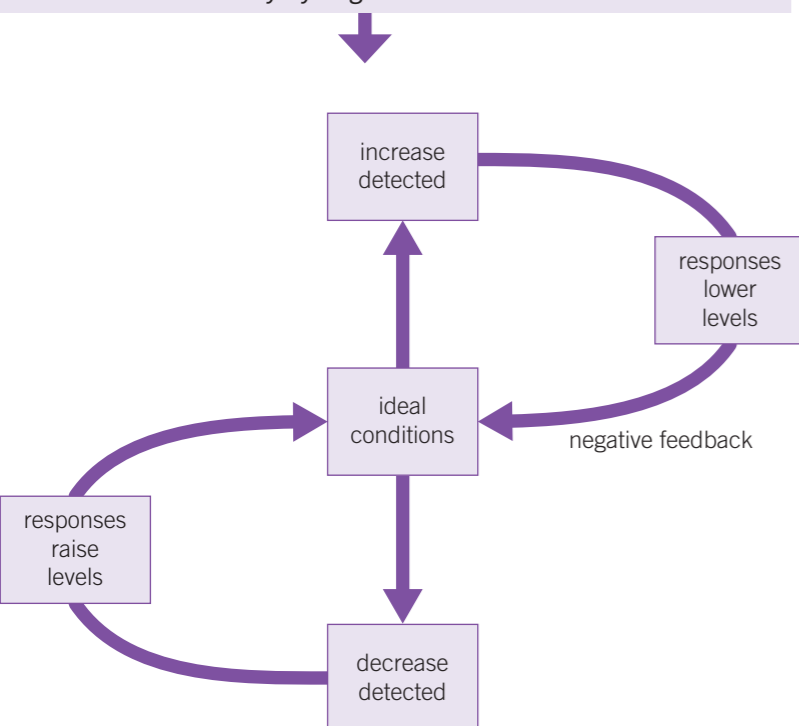 increase
detected
responses
lower
levels
ideal
conditions
negative feedback
responses
raise
levels
decrease
detected